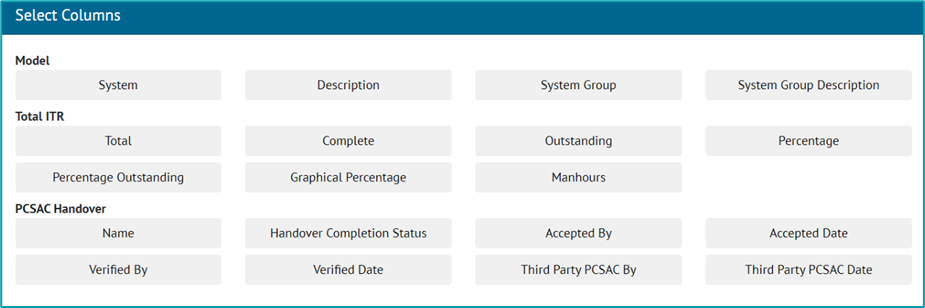 Select Columns
Model
System Description System Group System Group Description
Total ITR
Total Complete Outstanding Percentage
Percentage Outstanding Graphical Percentage Manhours
PCSAC Handover
Name Handover Completion Status Accepted By Accepted Date
Verified By Verified Date Third Party PCSAC By Third Party PCSAC Date